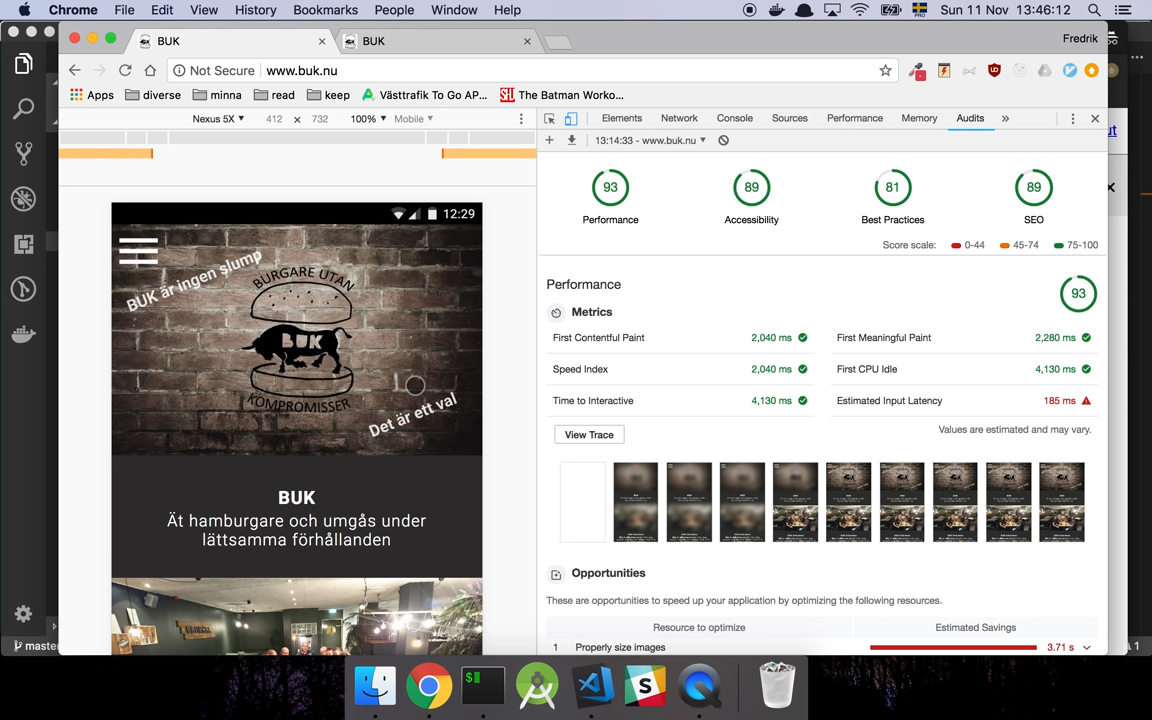 Chrome File Edit View History Bookmarks People Window Help Sun 11 Nov 13:46:12
BUK BUK Fredrik
Not Secure www.buk.nu
Apps diverse minna read keep Västtrafik To Go AP... The Batman Worko...
Nexus 5X 412 × 732 100% Mobile
Elements Network Console Sources Performance Memory Audits
13:14:33 - www.buk.nu
12:29
BUK är ingen slump
BURGARE UTAN
BUK
KOMPROMISSER
Det är ett val
BUK
Ät hamburgare och umgås under
lättsamma förhållanden
93 89 81 89
Performance Accessibility Best Practices SEO
Score scale: 0-44 45-74 75-100
Performance 93
Metrics
First Contentful Paint 2,040 ms First Meaningful Paint 2,280 ms
Speed Index 2,040 ms First CPU Idle 4,130 ms
Time to Interactive 4,130 ms Estimated Input Latency 185 ms
View Trace Values are estimated and may vary.
Opportunities
These are opportunities to speed up your application by optimizing the following resources.
Resource to optimize Estimated Savings
1 Properly size images 3.71 s
master
1